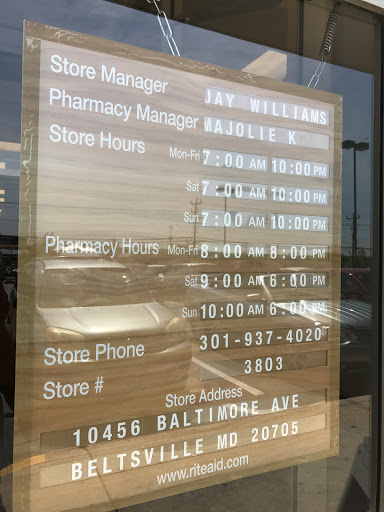 Store Manager JAY WILLIAMS
Pharmacy Manager MAJOLIE K
Store Hours Mon-Fri 7:00 AM 10:00 PM
Sat 7:00 AM 10:00 PM
Sun 7:00 AM 10:00 PM
Pharmacy Hours Mon-Fri 8:00 AM 8:00 PM
Sat 9:00 AM 6:00 PM
Sun 10:00 AM 6:00 PM
Store Phone 301-937-4020
Store # 3803
Store Address
10456 BALTIMORE AVE
BELTSVILLE MD 20705
www.riteaid.com